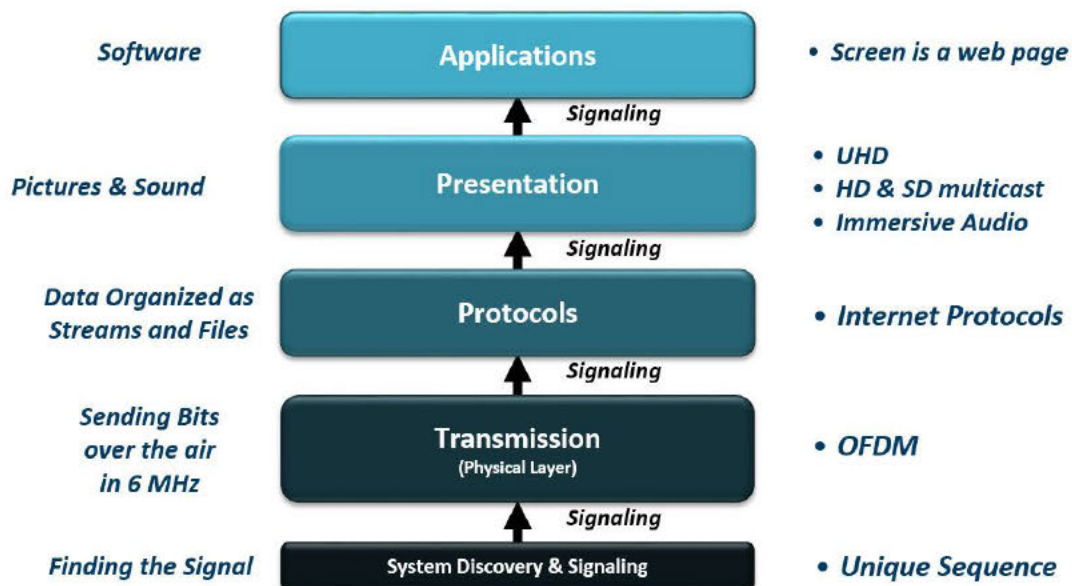 Software
Applications
• Screen is a web page
Signaling
Pictures & Sound
Presentation
• UHD
• HD & SD multicast
• Immersive Audio
Signaling
Data Organized as
Streams and Files
Protocols
• Internet Protocols
Signaling
Sending Bits
over the air
in 6 MHz
Transmission
(Physical Layer)
• OFDM
Signaling
Finding the Signal
System Discovery & Signaling
• Unique Sequence